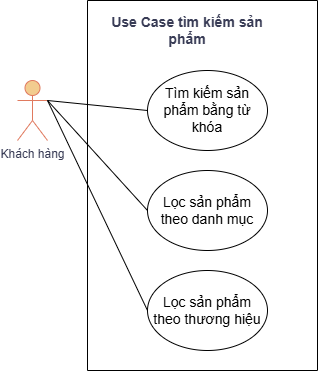 Use Case tìm kiếm sản
phẩm
Tìm kiếm sản
phẩm bằng từ
khóa
Khách hàng
Lọc sản phẩm
theo danh mục
Lọc sản phẩm
theo thương hiệu